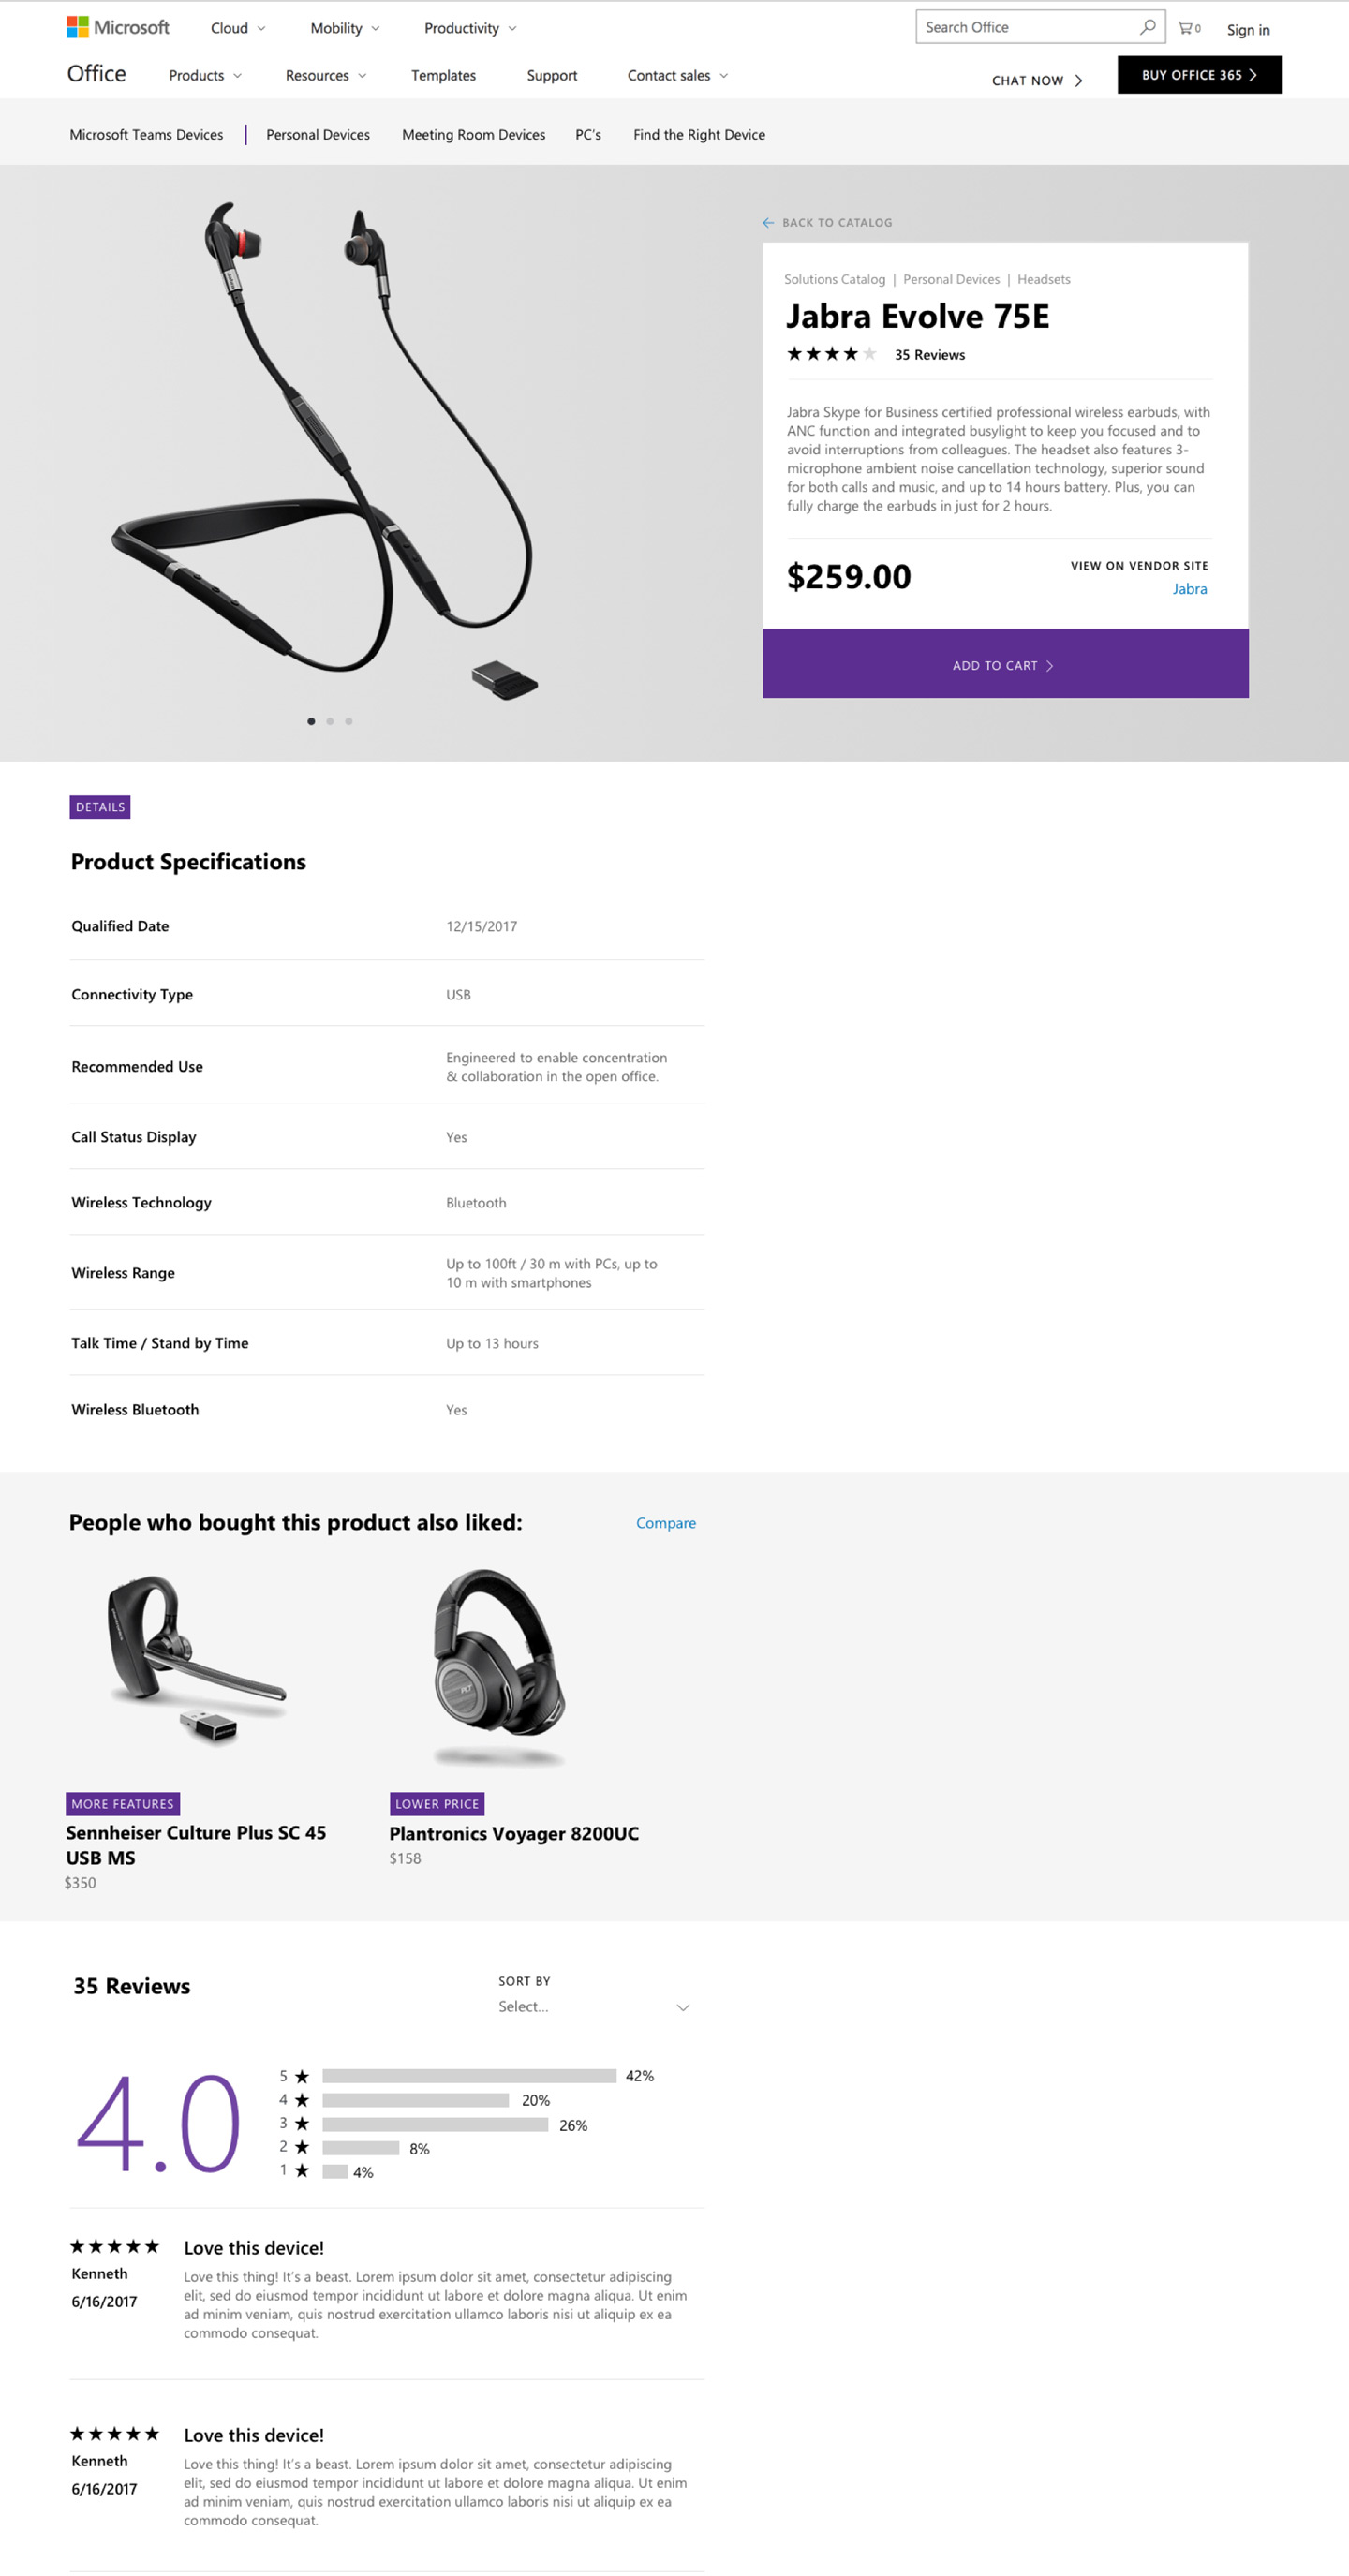 Microsoft Cloud Mobility Productivity Search Office 0 Sign in
Office Products Resources Templates Support Contact sales CHAT NOW BUY OFFICE 365
Microsoft Teams Devices | Personal Devices Meeting Room Devices PC's Find the Right Device
BACK TO CATALOG
Solutions Catalog | Personal Devices | Headsets
Jabra Evolve 75E
35 Reviews
Jabra Skype for Business certified professional wireless earbuds, with
ANC function and integrated busylight to keep you focused and to
avoid interruptions from colleagues. The headset also features 3-
microphone ambient noise cancellation technology, superior sound
for both calls and music, and up to 14 hours battery. Plus, you can
fully charge the earbuds in just for 2 hours.
$259.00
VIEW ON VENDOR SITE
Jabra
ADD TO CART
DETAILS
Product Specifications
Qualified Date 12/15/2017
Connectivity Type USB
Recommended Use Engineered to enable concentration
& collaboration in the open office.
Call Status Display Yes
Wireless Technology Bluetooth
Wireless Range Up to 100ft / 30 m with PCs, up to
10 m with smartphones
Talk Time / Stand by Time Up to 13 hours
Wireless Bluetooth Yes
People who bought this product also liked: Compare
MORE FEATURES
Sennheiser Culture Plus SC 45
USB MS
$350
LOWER PRICE
Plantronics Voyager 8200UC
$158
35 Reviews
SORT BY
Select...
4.0
5 ★ 42%
4 ★ 20%
3 ★ 26%
2 ★ 8%
1 ★ 4%
Love this device!
Kenneth
6/16/2017
Love this thing! It's a beast. Lorem ipsum dolor sit amet, consectetur adipiscing
elit, sed do eiusmod tempor incididunt ut labore et dolore magna aliqua. Ut enim
ad minim veniam, quis nostrud exercitation ullamco laboris nisi ut aliquip ex ea
commodo consequat.
Love this device!
Kenneth
6/16/2017
Love this thing! It's a beast. Lorem ipsum dolor sit amet, consectetur adipiscing
elit, sed do eiusmod tempor incididunt ut labore et dolore magna aliqua. Ut enim
ad minim veniam, quis nostrud exercitation ullamco laboris nisi ut aliquip ex ea
commodo consequat.